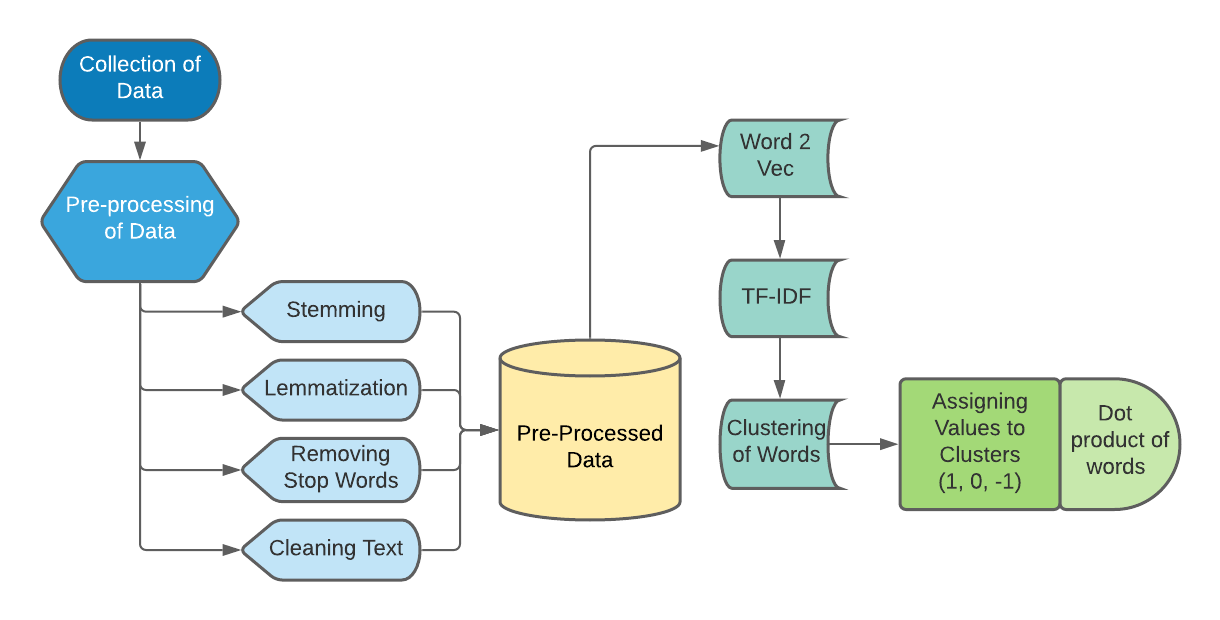 Collection of
Data
Pre-processing
of Data
Stemming
Lemmatization
Removing
Stop Words
Cleaning Text
Pre-Processed
Data
Word 2
Vec
TF-IDF
Clustering
of Words
Assigning
Values to
Clusters
(1, 0, -1)
Dot
product of
words